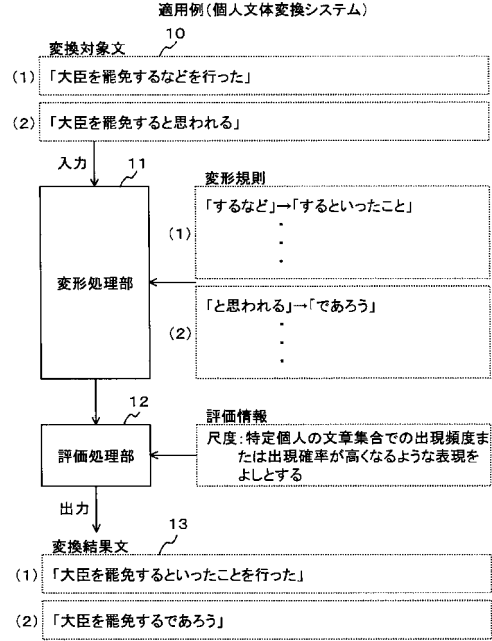 適用例(個人文体変換システム)
10
変換対象文
(1)「大臣を罷免するなどを行った」
(2)「大臣を罷免すると思われる」
入力
11
変形処理部
変形規則
(1)「するなど」→「するといったこと」
・
・
・
(2)「と思われる」→「であろう」
・
・
・
12
評価処理部
評価情報
尺度:特定個人の文章集合での出現頻度ま
たは出現確率が高くなるような表現を
よしとする
出力
13
変換結果文
(1)「大臣を罷免するといったことを行った」
(2)「大臣を罷免するであろう」